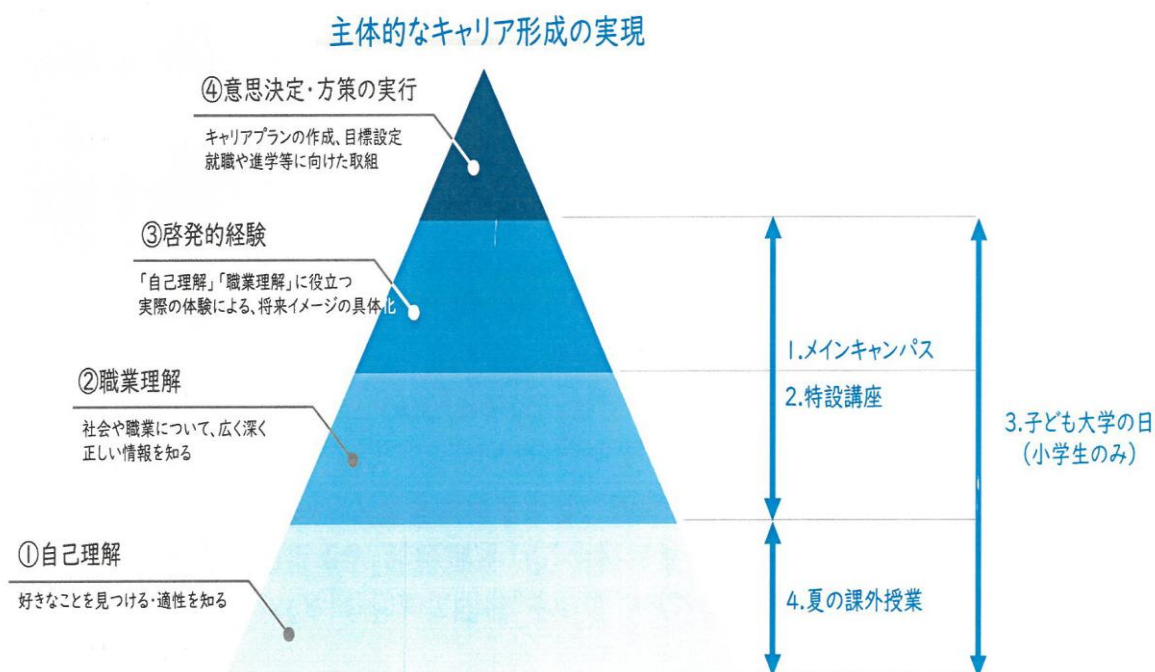 主体的なキャリア形成の実現
④意思決定・方策の実行
キャリアプランの作成、目標設定
就職や進学等に向けた取組
③啓発的経験
「自己理解」「職業理解」に役立つ
実際の体験による、将来イメージの具体化
②職業理解
社会や職業について、広く深く
正しい情報を知る
①自己理解
好きなことを見つける・適性を知る
1.メインキャンパス
2.特設講座
3.子ども大学の日
(小学生のみ)
4.夏の課外授業